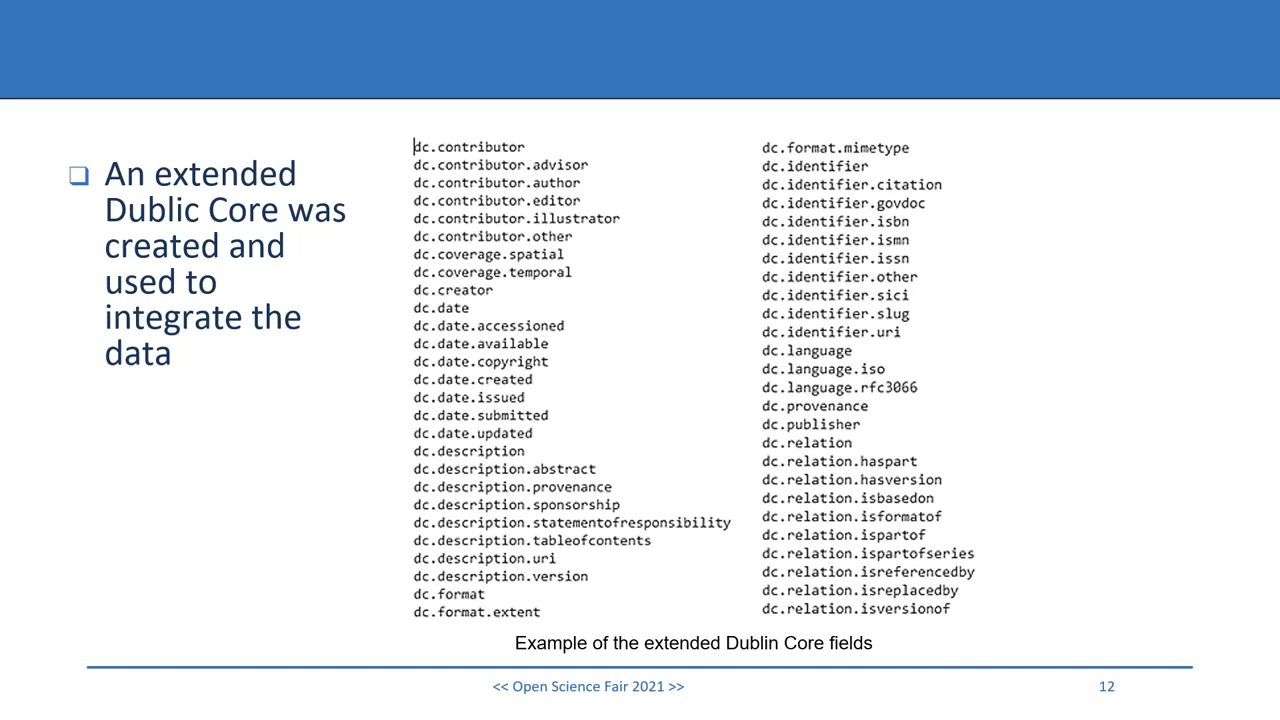 ❑ An extended
Dublic Core was
created and
used to
integrate the
data
dc.contributor
dc.contributor.advisor
dc.contributor.author
dc.contributor.editor
dc.contributor.illustrator
dc.contributor.other
dc.coverage.spatial
dc.coverage.temporal
dc.creator
dc.date
dc.date.accessioned
dc.date.available
dc.date.copyright
dc.date.created
dc.date.issued
dc.date.submitted
dc.date.updated
dc.description
dc.description.abstract
dc.description.provenance
dc.description.sponsorship
dc.description.statementofresponsibility
dc.description.tableofcontents
dc.description.uri
dc.description.version
dc.format
dc.format.extent
dc.format.mimetype
dc.identifier
dc.identifier.citation
dc.identifier.govdoc
dc.identifier.isbn
dc.identifier.ismn
dc.identifier.issn
dc.identifier.other
dc.identifier.sici
dc.identifier.slug
dc.identifier.uri
dc.language
dc.language.iso
dc.language.rfc3066
dc.provenance
dc.publisher
dc.relation
dc.relation.haspart
dc.relation.hasversion
dc.relation.isbasedon
dc.relation.isformatof
dc.relation.ispartof
dc.relation.ispartofseries
dc.relation.isreferencedby
dc.relation.isreplacedby
dc.relation.isversionof
Example of the extended Dublin Core fields
<< Open Science Fair 2021 >>
12